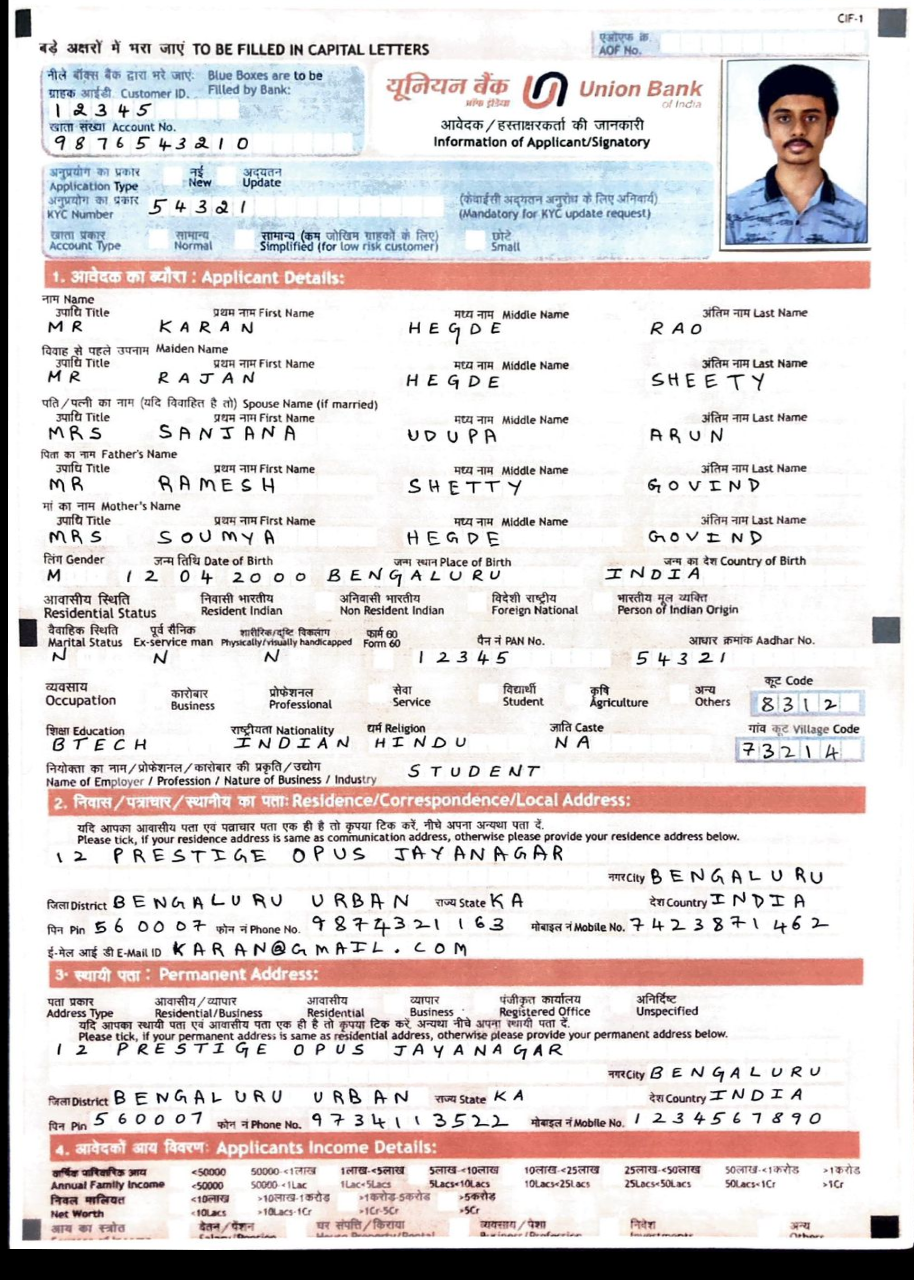 CIF-1
बड़े अक्षरों में भरा जाएं TO BE FILLED IN CAPITAL LETTERS
एओएफ क्र.
AOF No.
नीले बॉक्स बैंक द्वारा भरे जाएं: Blue Boxes are to be
ग्राहक आईडी Customer ID. Filled by Bank:
12345
खाता संख्या Account No.
9876543210
यूनियन बैंक Union Bank
ऑफ इंडिया of India
आवेदक/हस्ताक्षरकर्ता की जानकारी
Information of Applicant/Signatory
अनुप्रयोग का प्रकार नई अद्यतन
Application Type New Update
अनुप्रयोग का प्रकार (केवाईसी अद्यतन अनुरोध के लिए अनिवार्य)
KYC Number 54321 (Mandatory for KYC update request)
खाता प्रकार सामान्य सामान्य (कम जोखिम ग्राहकों के लिए) छोटे
Account Type Normal Simplified (for low risk customer) Small
1. आवेदक का ब्यौरा : Applicant Details:
नाम Name
उपाधि Title प्रथम नाम First Name मध्य नाम Middle Name अंतिम नाम Last Name
MR KARAN HEGDE RAO
विवाह से पहले उपनाम Maiden Name
उपाधि Title प्रथम नाम First Name मध्य नाम Middle Name अंतिम नाम Last Name
MR RAJAN HEGDE SHEETY
पति/पत्नी का नाम (यदि विवाहित है तो) Spouse Name (if married)
उपाधि Title प्रथम नाम First Name मध्य नाम Middle Name अंतिम नाम Last Name
MRS SANJANA UDUPA ARUN
पिता का नाम Father's Name
उपाधि Title प्रथम नाम First Name मध्य नाम Middle Name अंतिम नाम Last Name
MR RAMESH SHETTY GOVIND
मां का नाम Mother's Name
उपाधि Title प्रथम नाम First Name मध्य नाम Middle Name अंतिम नाम Last Name
MRS SOUMYA HEGDE GOVIND
लिंग Gender जन्म तिथि Date of Birth जन्म स्थान Place of Birth जन्म का देश Country of Birth
M 12042000 BENGALURU INDIA
आवासीय स्थिति निवासी भारतीय अनिवासी भारतीय विदेशी राष्ट्रीय भारतीय मूल व्यक्ति
Residential Status Resident Indian Non Resident Indian Foreign National Person of Indian Origin
वैवाहिक स्थिति पूर्व सैनिक शारीरिक/दृष्टि विकलांग फार्म 60 पैन नं PAN No. आधार क्रमांक Aadhar No.
Marital Status Ex-service man Physically/visually handicapped Form 60
N N N 12345 54321
व्यवसाय कारोबार प्रोफेशनल सेवा विद्यार्थी कृषि अन्य कूट Code
Occupation Business Professional Service Student Agriculture Others 8312
शिक्षा Education राष्ट्रीयता Nationality धर्म Religion जाति Caste गांव कूट Village Code
BTECH INDIAN HINDU NA 73214
नियोक्ता का नाम/प्रोफेशनल/कारोबार की प्रकृति/उद्योग STUDENT
Name of Employer / Profession / Nature of Business / Industry
2. निवास/पत्राचार/स्थानीय का पताः Residence/Correspondence/Local Address:
यदि आपका आवासीय पता एवं पत्राचार पता एक ही है तो कृपया टिक करें, नीचे अपना अन्यथा पता दें.
Please tick, if your residence address is same as communication address, otherwise please provide your residence address below.
12 PRESTIGE OPUS JAYANAGAR
नगर City BENGALURU
जिला District BENGALURU URBAN राज्य State KA देश Country INDIA
पिन Pin 560007 फोन नं Phone No. 9874321163 मोबाइल नं Mobile No. 7423871462
ई-मेल आई डी E-Mail ID KARAN@GMAIL.COM
3. स्थायी पता : Permanent Address:
पता प्रकार आवासीय/व्यापार आवासीय व्यापार पंजीकृत कार्यालय अनिर्दिष्ट
Address Type Residential/Business Residential Business Registered Office Unspecified
यदि आपका स्थायी पता एवं आवासीय पता एक ही है तो कृपया टिक करें, अन्यथा नीचे अपना स्थायी पता दें.
Please tick, if your permanent address is same as residential address, otherwise please provide your permanent address below.
12 PRESTIGE OPUS JAYANAGAR
नगर City BENGALURU
जिला District BENGALURU URBAN राज्य State KA देश Country INDIA
पिन Pin 560007 फोन नं Phone No. 9734113522 मोबाइल नं Mobile No. 1234567890
4. आवेदकों आय विवरणः Applicants Income Details:
वार्षिक पारिवारिक आय <50000 50000-<1लाख 1लाख-<5लाख 5लाख-<10लाख 10लाख-<25लाख 25लाख-<50लाख 50लाख-<1करोड़ >1करोड़
Annual Family Income <50000 50000-<1Lac 1Lac<5Lacs 5Lacs<10Lacs 10Lacs<25Lacs 25Lacs<50Lacs 50Lacs<1Cr >1Cr
निवल मालियत <10लाख >10लाख-1करोड़ >1करोड़-5करोड़ >5करोड़
Net Worth <10Lacs >10Lacs-1Cr >1Cr-5Cr >5Cr
आय का स्त्रोत वेतन/पेंशन घर संपत्ति/किराया व्यवसाय/पेशा निवेश अन्य